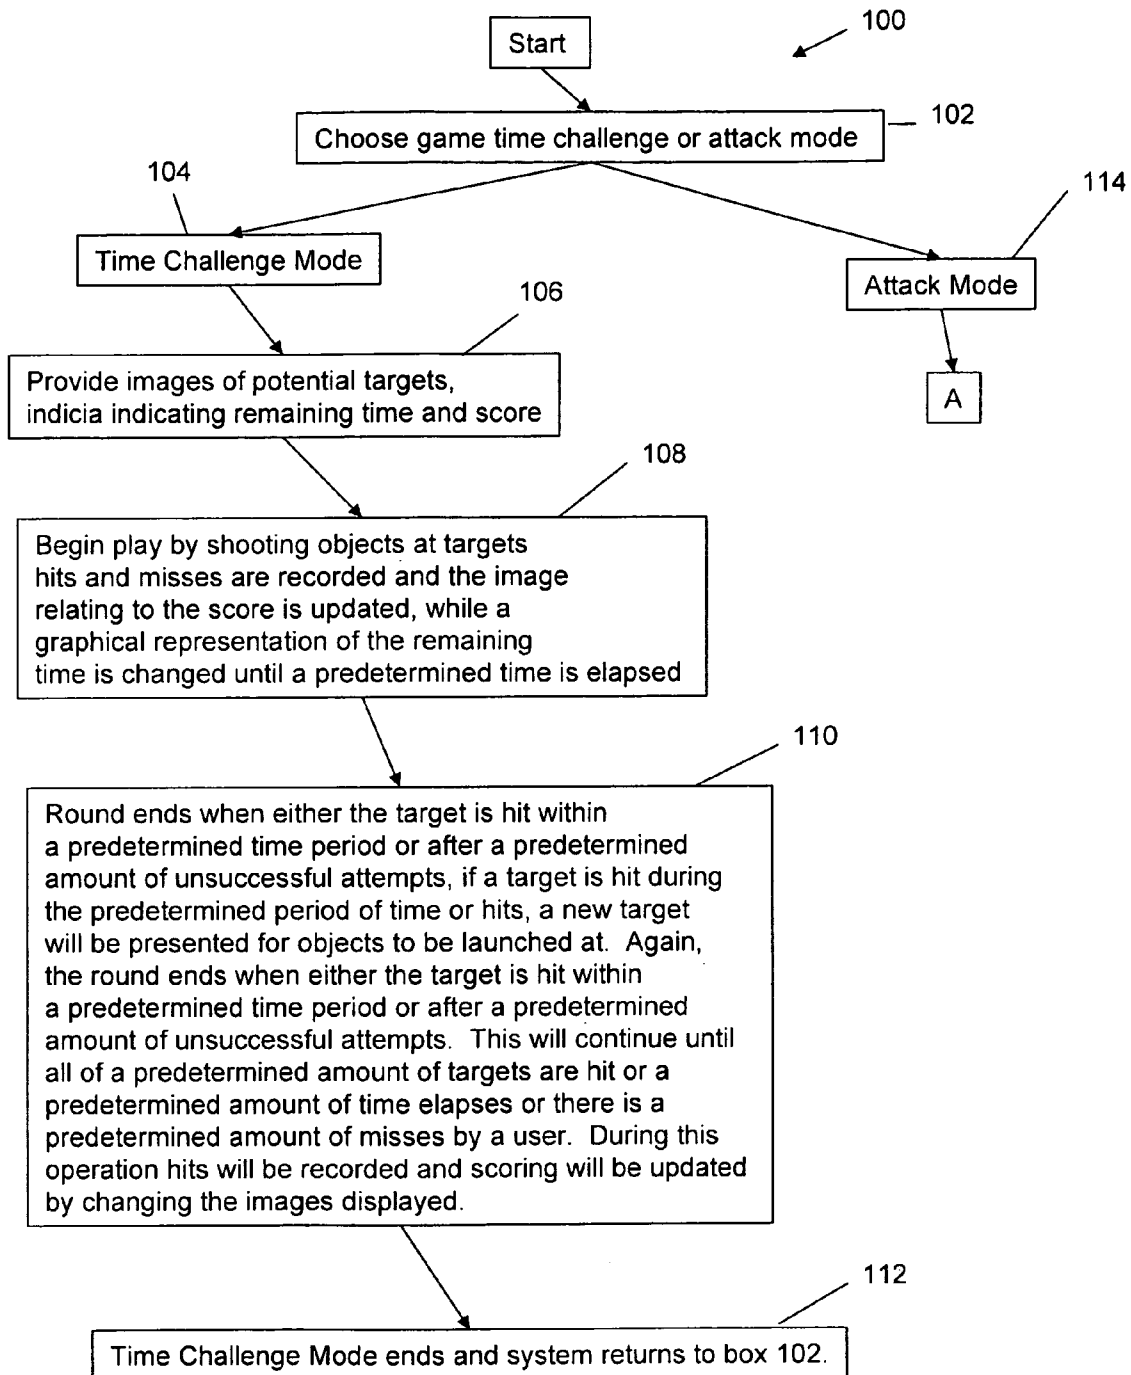 100
Start
102
Choose game time challenge or attack mode
104
114
Time Challenge Mode
Attack Mode
106
Provide images of potential targets,
indicia indicating remaining time and score
A
108
Begin play by shooting objects at targets
hits and misses are recorded and the image
relating to the score is updated, while a
graphical representation of the remaining
time is changed until a predetermined time is elapsed
110
Round ends when either the target is hit within
a predetermined time period or after a predetermined
amount of unsuccessful attempts, if a target is hit during
the predetermined period of time or hits, a new target
will be presented for objects to be launched at. Again,
the round ends when either the target is hit within
a predetermined time period or after a predetermined
amount of unsuccessful attempts. This will continue until
all of a predetermined amount of targets are hit or a
predetermined amount of time elapses or there is a
predetermined amount of misses by a user. During this
operation hits will be recorded and scoring will be updated
by changing the images displayed.
112
Time Challenge Mode ends and system returns to box 102.